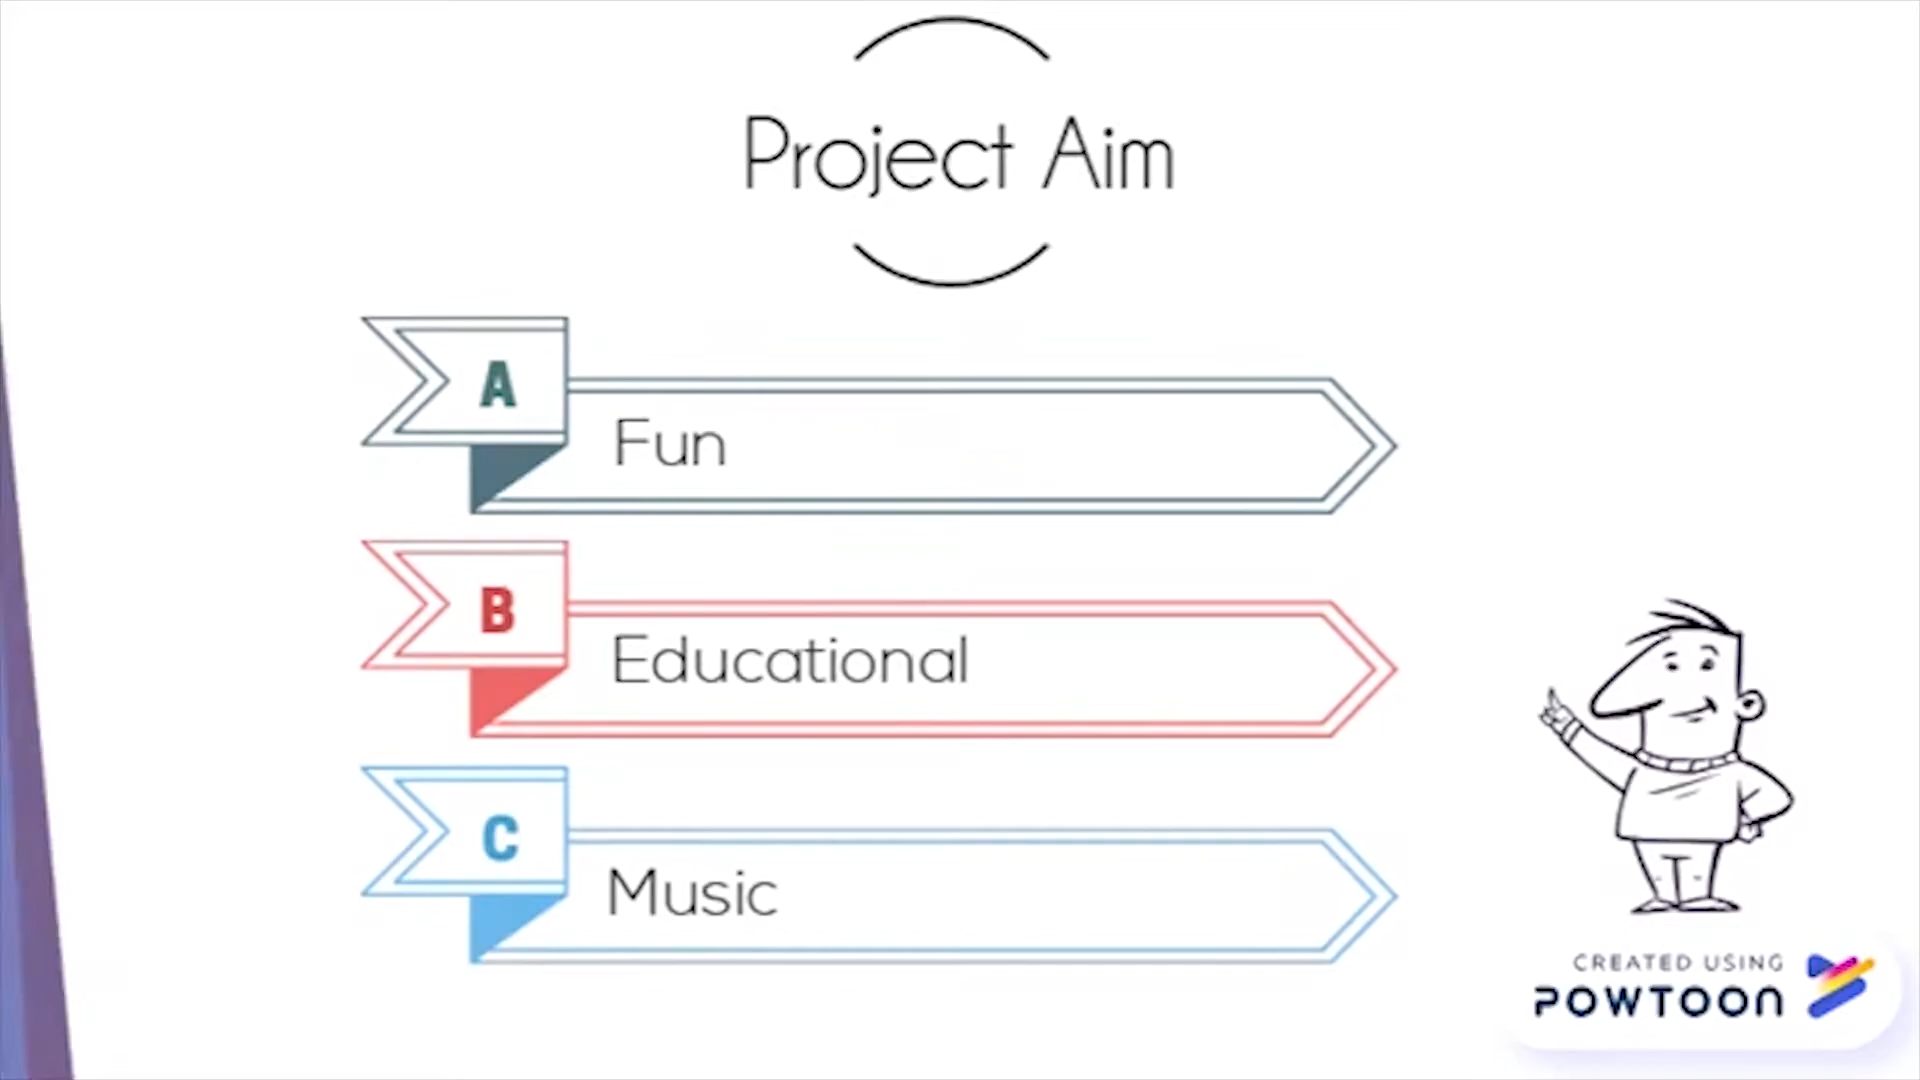 Project Aim
A
Fun
B
Educational
C
Music
CREATED USING
POWTOON